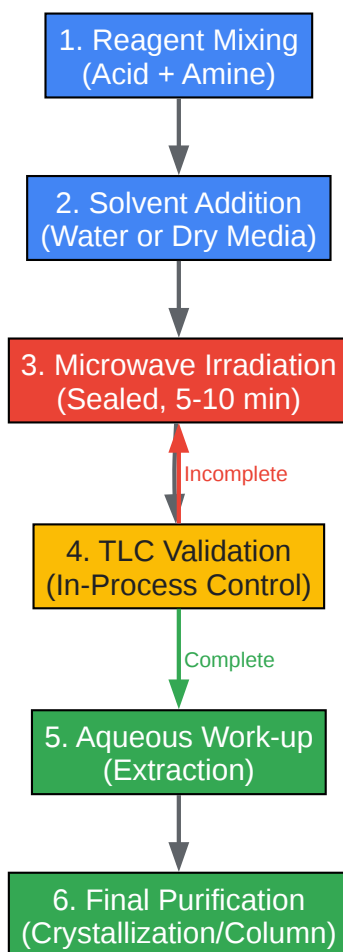 1. Reagent Mixing
(Acid + Amine)
2. Solvent Addition
(Water or Dry Media)
3. Microwave Irradiation
(Sealed, 5-10 min)
Incomplete
4. TLC Validation
(In-Process Control)
Complete
5. Aqueous Work-up
(Extraction)
6. Final Purification
(Crystallization/Column)